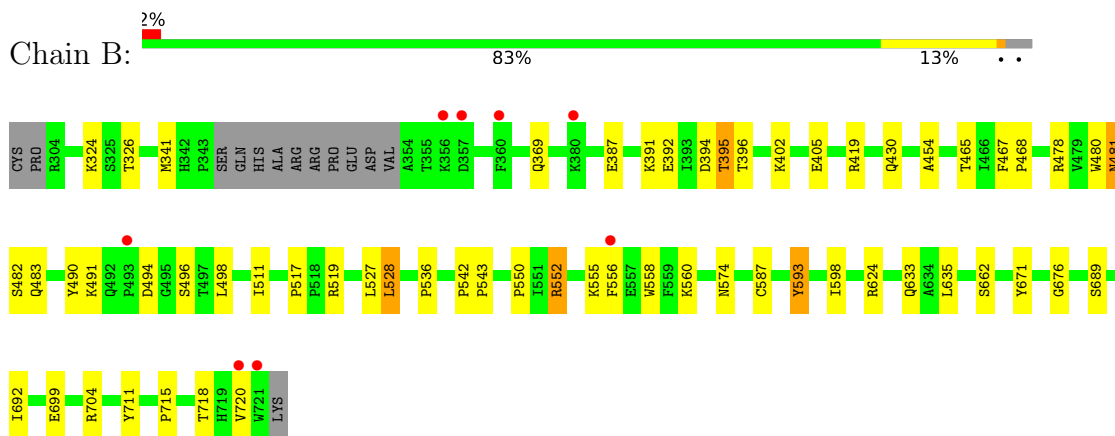 2%
Chain B:
83% 13% • •
CYS PRO R304 K324 S325 T326 M341 H342 P343 SER GLN HIS ALA ARG ARG PRO GLU ASP VAL A354 T355 K356 D357 F360 Q369 K380 E387 K391 E392 I393 D394 T395 T396 K402 E405 R419 Q430 A454 T465 I466 F467 P468 R478 V479 W480 N481
S482 Q483 Y490 K491 Q492 P493 D494 G495 S496 T497 L498 I511 P517 P518 R519 L527 L528 P536 P542 P543 P550 I551 R552 K555 F556 E557 W558 F559 K560 N574 C587 Y593 I598 R624 Q633 A634 L635 S662 Y671 G676 S689
I692 E699 R704 Y711 P715 T718 H719 V720 W721 LYS